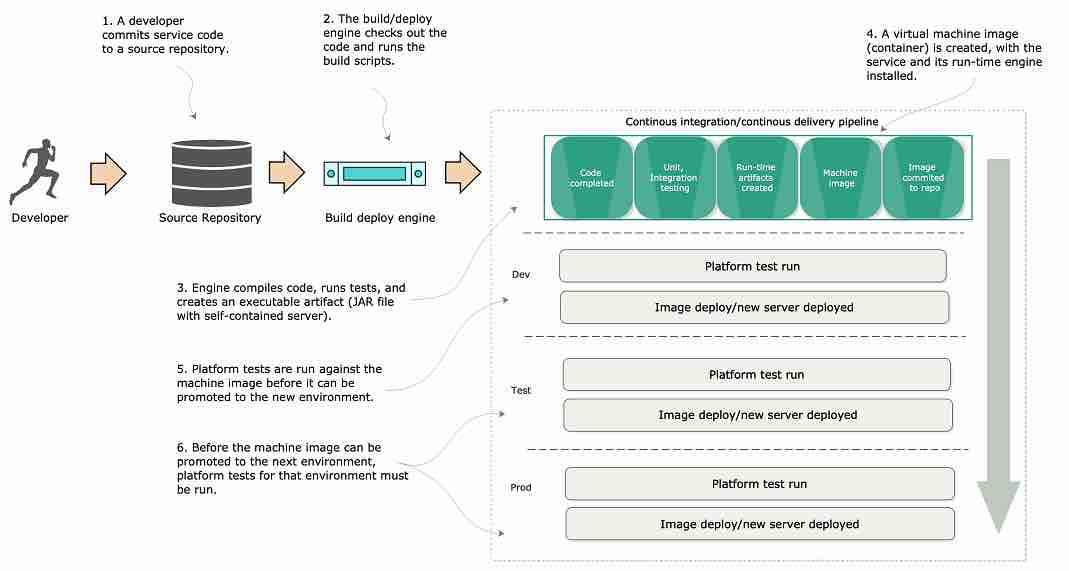 1. A developer
commits service code
to a source repository.
2. The build/deploy
engine checks out the
code and runs the
build scripts.
4. A virtual machine image
(container) is created, with the
service and its run-time engine
installed.
Continous integration/continous delivery pipeline
Code
completed
Unit,
Integration
testing
Run-time
artifacts
created
Machine
image
Image
commited
to repo
Developer
Source Repository
Build deploy engine
3. Engine compiles code, runs tests, and
creates an executable artifact (JAR file
with self-contained server).
Dev
Platform test run
Image deploy/new server deployed
5. Platform tests are run against the
machine image before it can be
promoted to the new environment.
Test
Platform test run
Image deploy/new server deployed
6. Before the machine image can be
promoted to the next environment,
platform tests for that environment must
be run.
Prod
Platform test run
Image deploy/new server deployed